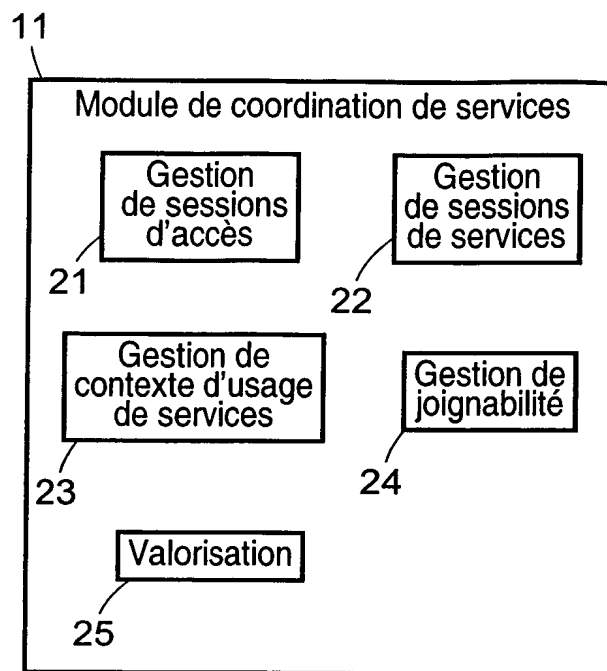 11
Module de coordination de services
Gestion
de sessions
d'accès
21
Gestion
de sessions
de services
22
Gestion de
contexte d'usage
de services
23
Gestion de
joignabilité
24
Valorisation
25